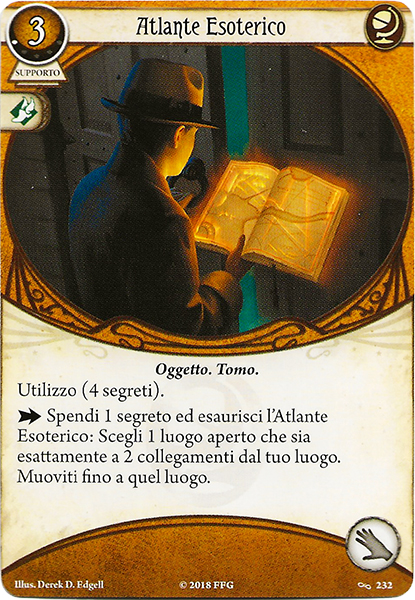 3
Atlante Esoterico
SUPPORTO
Oggetto. Tomo.
Utilizzo (4 segreti).
Spendi 1 segreto ed esaurisci l'Atlante
Esoterico: Scegli 1 luogo aperto che sia
esattamente a 2 collegamenti dal tuo luogo.
Muoviti fino a quel luogo.
Illus. Derek D. Edgell
© 2018 FFG
232